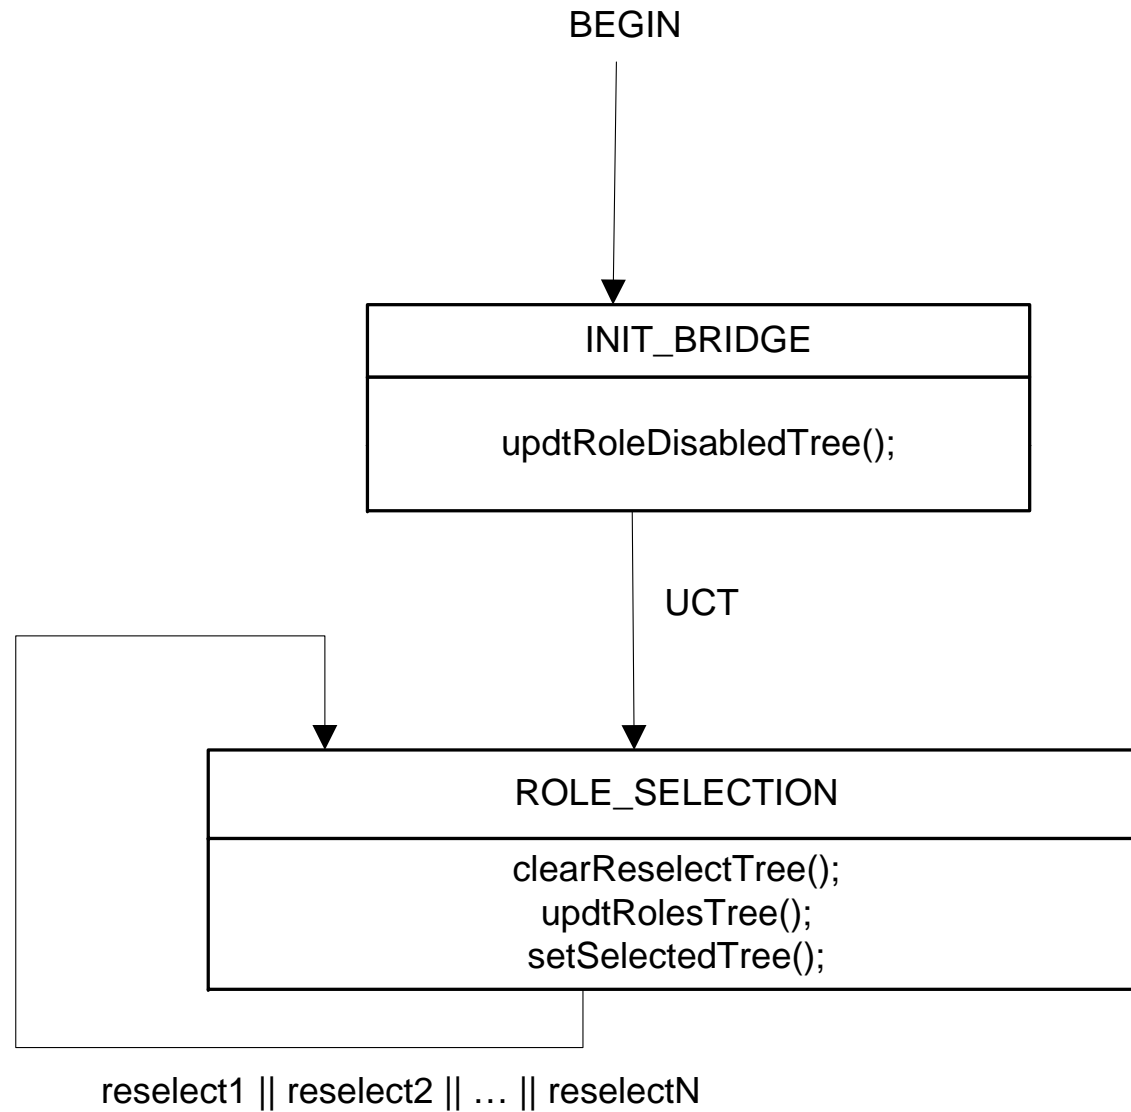 BEGIN
INIT_BRIDGE
updtRoleDisabledTree();
UCT
ROLE_SELECTION
clearReselectTree();
updtRolesTree();
setSelectedTree();
reselect1 || reselect2 || … || reselectN